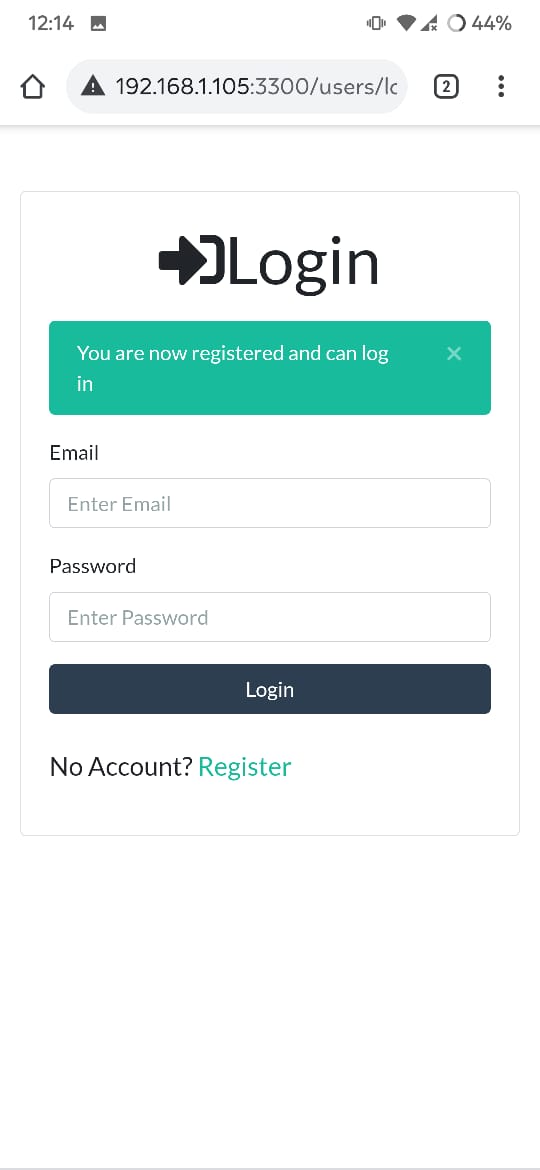 12:14
44%
192.168.1.105:3300/users/lo
2
Login
You are now registered and can log
in
×
Email
Enter Email
Password
Enter Password
Login
No Account? Register